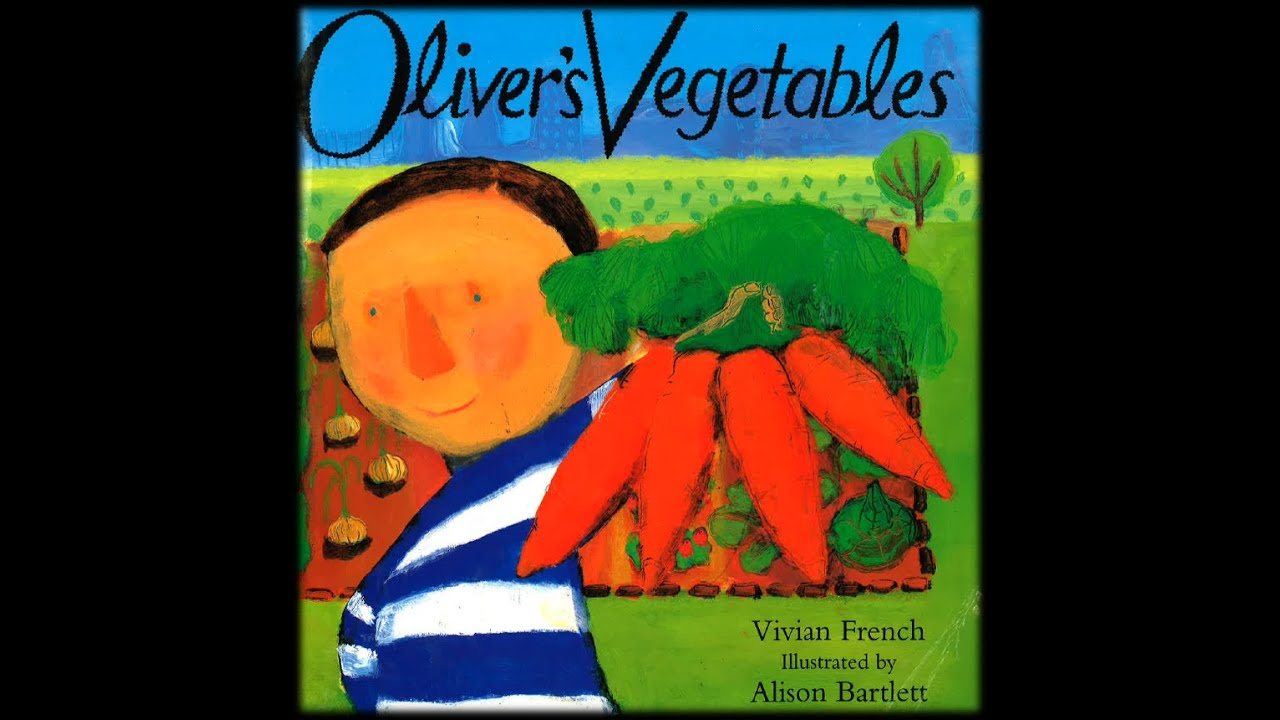 Oliver's Vegetables
Vivian French
Illustrated by
Alison Bartlett